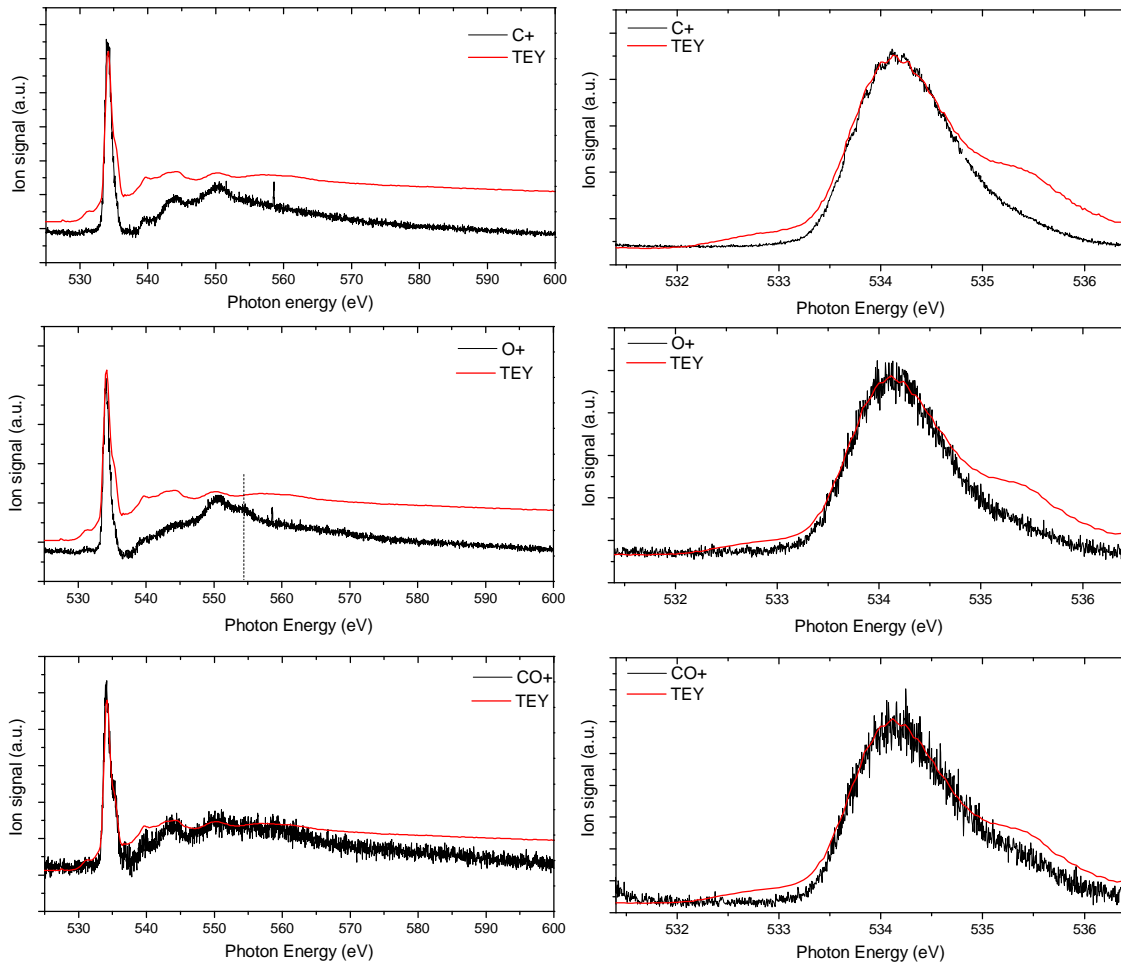 C+
TEY
Ion signal (a.u.)
530 540 550 560 570 580 590 600
Photon energy (eV)
C+
TEY
Ion signal (a.u.)
532 533 534 535 536
Photon Energy (eV)
O+
TEY
Ion signal (a.u.)
530 540 550 560 570 580 590 600
Photon Energy (eV)
O+
TEY
Ion signal (a.u.)
532 533 534 535 536
Photon Energy (eV)
CO+
TEY
Ion signal (a.u.)
530 540 550 560 570 580 590 600
Photon Energy (eV)
CO+
TEY
Ion signal (a.u.)
532 533 534 535 536
Photon Energy (eV)